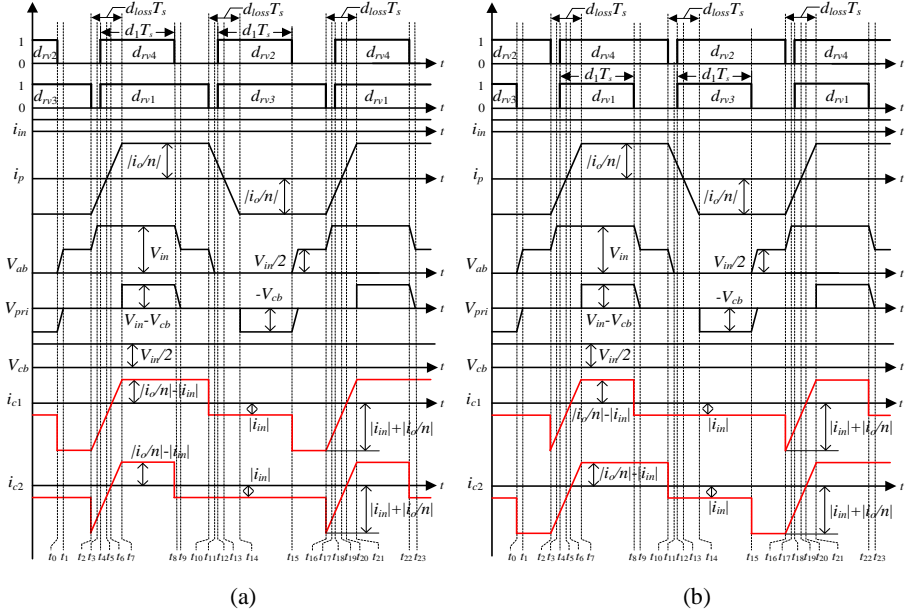 d_loss T_s d_loss T_s d_loss T_s
d_1 T_s d_1 T_s
1
d_rv2 d_rv4 d_rv2 d_rv4
0 t
1
d_rv3 d_rv1 d_rv3 d_rv1
0 t
i_in t
|i_o/n|
i_p t
|i_o/n|
V_in V_in/2
V_ab t
-V_cb
V_pri t
V_in-V_cb
V_in/2
V_cb t
i_c1 |i_o/n|-|i_in| t
|i_in| |i_in|+|i_o/n|
|i_o/n|-|i_in| |i_in|
i_c2 t
|i_in|+|i_o/n|
t_0 t_1 t_2 t_3 t_4 t_5 t_6 t_7 t_8 t_9 t_10 t_11 t_12 t_13 t_14 t_15 t_16 t_17 t_18 t_19 t_20 t_21 t_22 t_23
(a)
d_loss T_s d_loss T_s d_loss T_s
1
d_rv2 d_rv4 d_rv2 d_rv4
0 t
d_1 T_s d_1 T_s
1
d_rv3 d_rv1 d_rv3 d_rv1
0 t
i_in t
|i_o/n|
i_p t
|i_o/n|
V_in V_in/2
V_ab t
-V_cb
V_pri t
V_in-V_cb
V_in/2
V_cb t
i_c1 t
|i_o/n|-|i_in| |i_in| |i_in|+|i_o/n|
i_c2 |i_o/n|-|i_in| t
|i_in| |i_in|+|i_o/n|
t_0 t_1 t_2 t_3 t_4 t_5 t_6 t_7 t_8 t_9 t_10 t_11 t_12 t_13 t_14 t_15 t_16 t_17 t_18 t_19 t_20 t_21 t_22 t_23
(b)